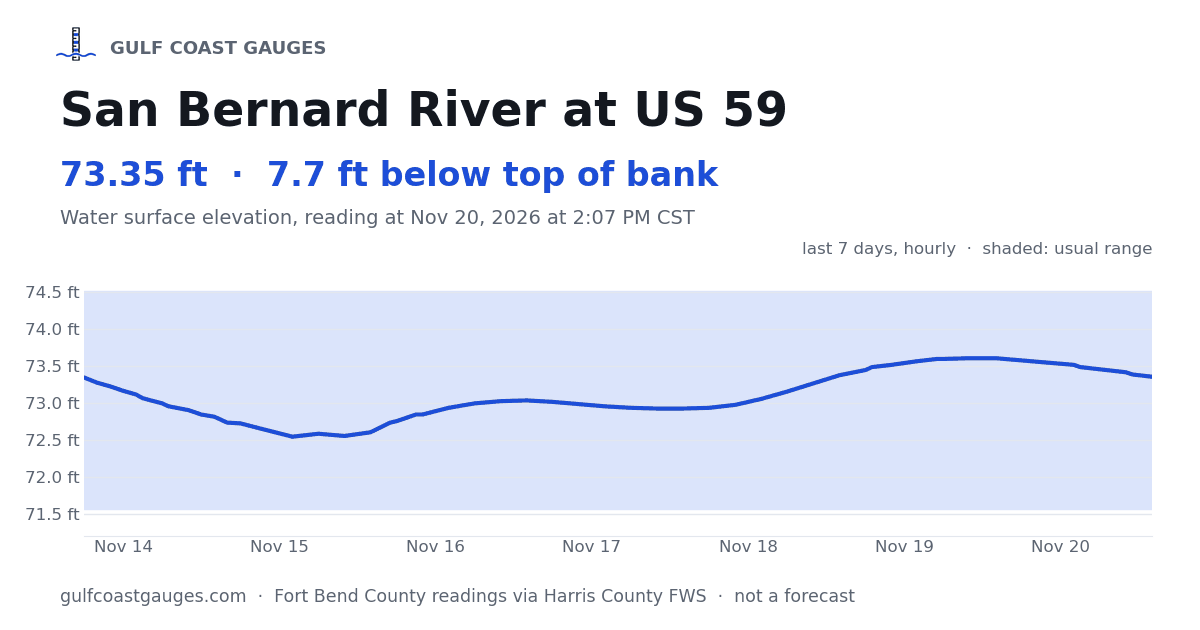 GULF COAST GAUGES
San Bernard River at US 59
73.35 ft · 7.7 ft below top of bank
Water surface elevation, reading at Nov 20, 2026 at 2:07 PM CST
last 7 days, hourly · shaded: usual range
74.5 ft
74.0 ft
73.5 ft
73.0 ft
72.5 ft
72.0 ft
71.5 ft
Nov 14 Nov 15 Nov 16 Nov 17 Nov 18 Nov 19 Nov 20
gulfcoastgauges.com · Fort Bend County readings via Harris County FWS · not a forecast